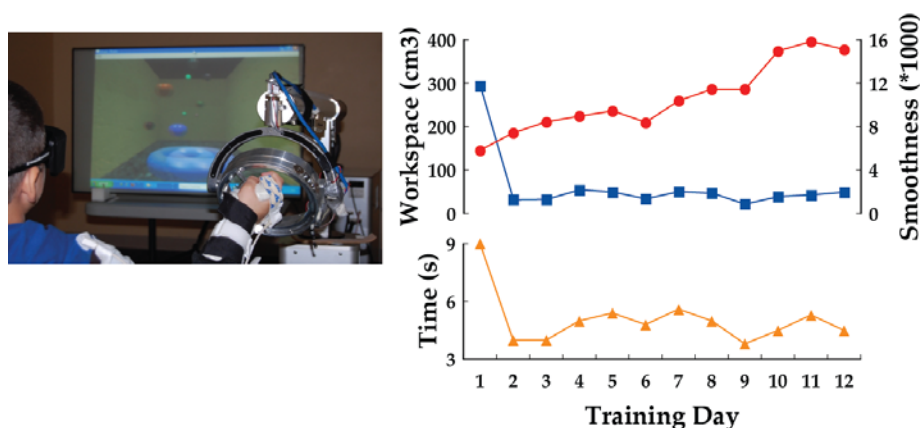 Workspace (cm3)
400
300
200
100
0
16
12
8
4
0
Smoothness (*1000)
Time (s)
9
6
3
1 2 3 4 5 6 7 8 9 10 11 12
Training Day